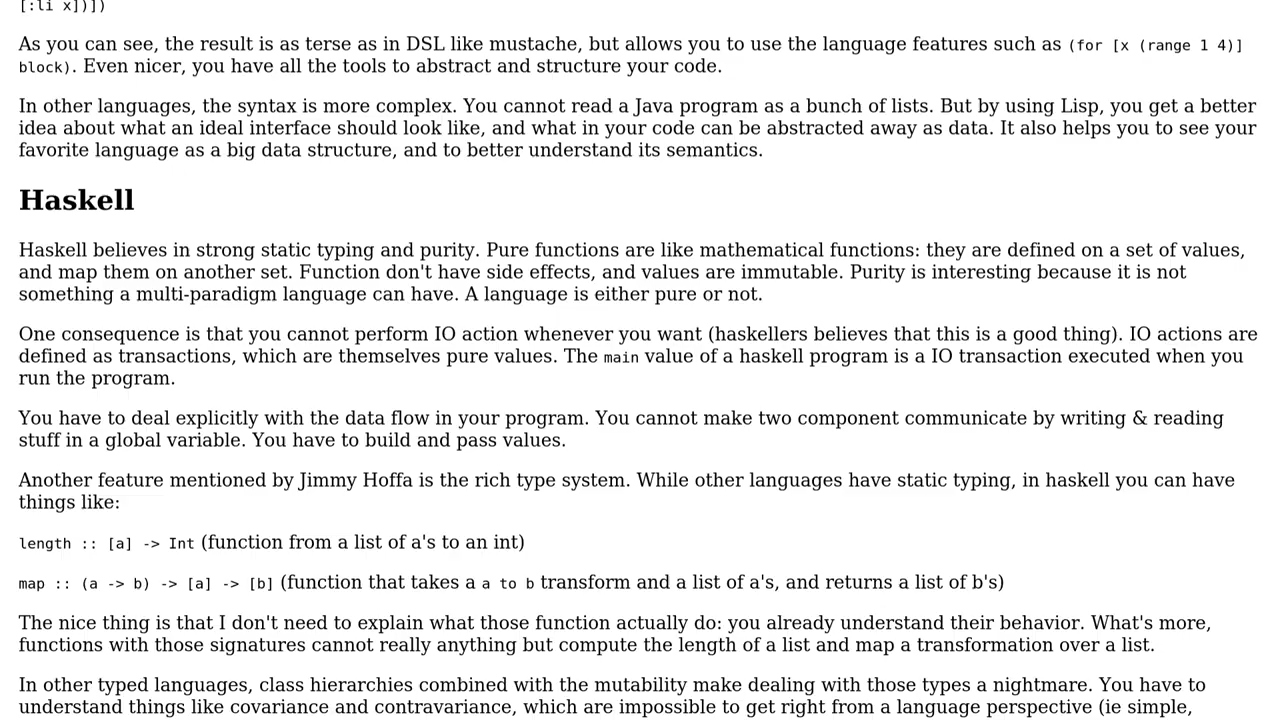 [:li x])])
As you can see, the result is as terse as in DSL like mustache, but allows you to use the language features such as (for [x (range 1 4)]
block). Even nicer, you have all the tools to abstract and structure your code.
In other languages, the syntax is more complex. You cannot read a Java program as a bunch of lists. But by using Lisp, you get a better
idea about what an ideal interface should look like, and what in your code can be abstracted away as data. It also helps you to see your
favorite language as a big data structure, and to better understand its semantics.
Haskell
Haskell believes in strong static typing and purity. Pure functions are like mathematical functions: they are defined on a set of values,
and map them on another set. Function don't have side effects, and values are immutable. Purity is interesting because it is not
something a multi-paradigm language can have. A language is either pure or not.
One consequence is that you cannot perform IO action whenever you want (haskellers believes that this is a good thing). IO actions are
defined as transactions, which are themselves pure values. The main value of a haskell program is a IO transaction executed when you
run the program.
You have to deal explicitly with the data flow in your program. You cannot make two component communicate by writing & reading
stuff in a global variable. You have to build and pass values.
Another feature mentioned by Jimmy Hoffa is the rich type system. While other languages have static typing, in haskell you can have
things like:
length :: [a] -> Int (function from a list of a's to an int)
map :: (a -> b) -> [a] -> [b] (function that takes a a to b transform and a list of a's, and returns a list of b's)
The nice thing is that I don't need to explain what those function actually do: you already understand their behavior. What's more,
functions with those signatures cannot really anything but compute the length of a list and map a transformation over a list.
In other typed languages, class hierarchies combined with the mutability make dealing with those types a nightmare. You have to
understand things like covariance and contravariance, which are impossible to get right from a language perspective (ie simple,